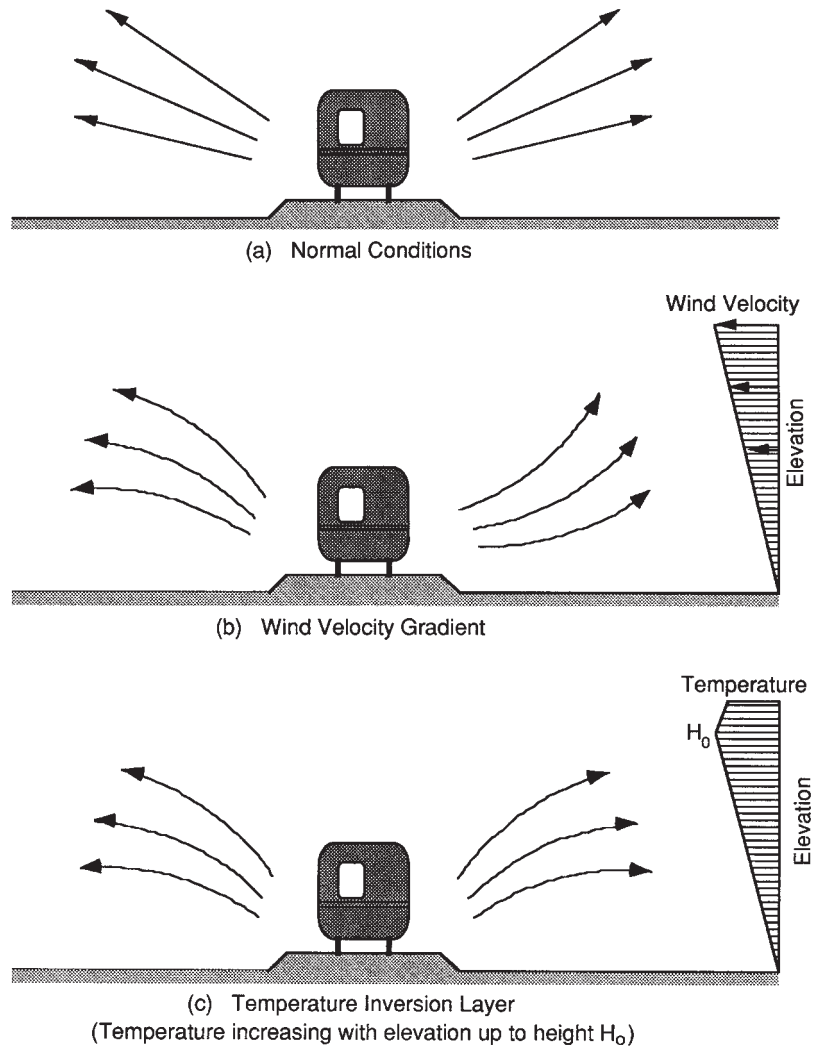 (a) Normal Conditions
Wind Velocity
Elevation
(b) Wind Velocity Gradient
Temperature
H₀
Elevation
(c) Temperature Inversion Layer
(Temperature increasing with elevation up to height Hₒ)